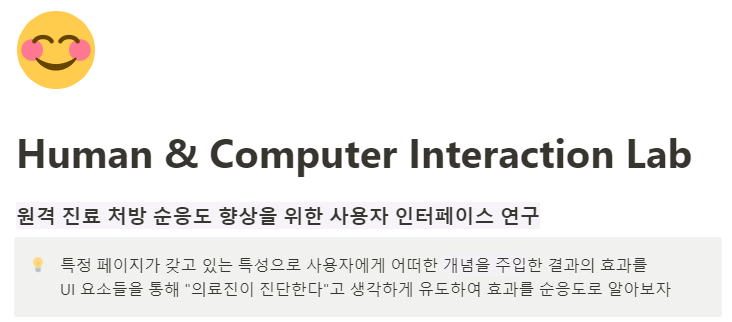 Human & Computer Interaction Lab
원격 진료 처방 순응도 향상을 위한 사용자 인터페이스 연구
특정 페이지가 갖고 있는 특성으로 사용자에게 어떠한 개념을 주입한 결과의 효과를
UI 요소들을 통해 "의료진이 진단한다"고 생각하게 유도하여 효과를 순응도로 알아보자